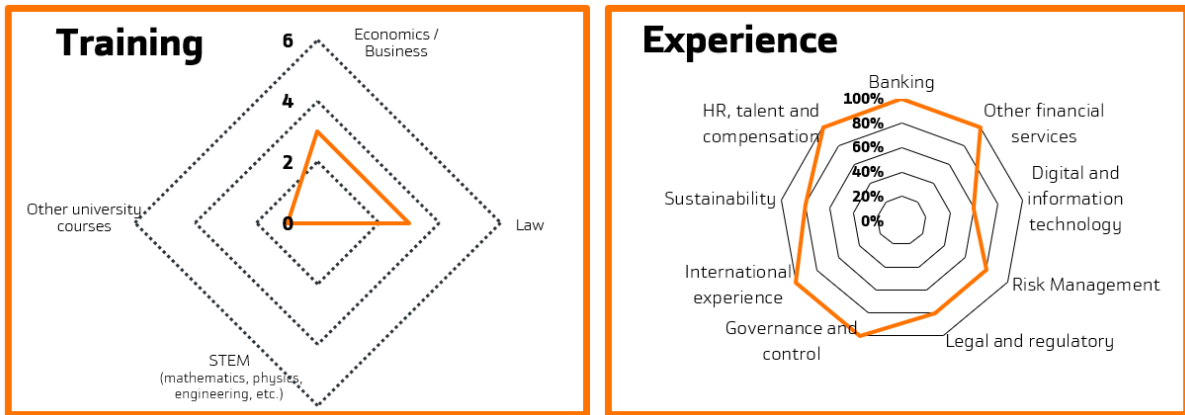 Training
6
4
2
0
Economics /
Business
Law
STEM
(mathematics, physics,
engineering, etc.)
Other university
courses
Experience
100%
80%
60%
40%
20%
0%
Banking
Other financial
services
Digital and
information
technology
Risk Management
Legal and regulatory
Governance and
control
International
experience
Sustainability
HR, talent and
compensation